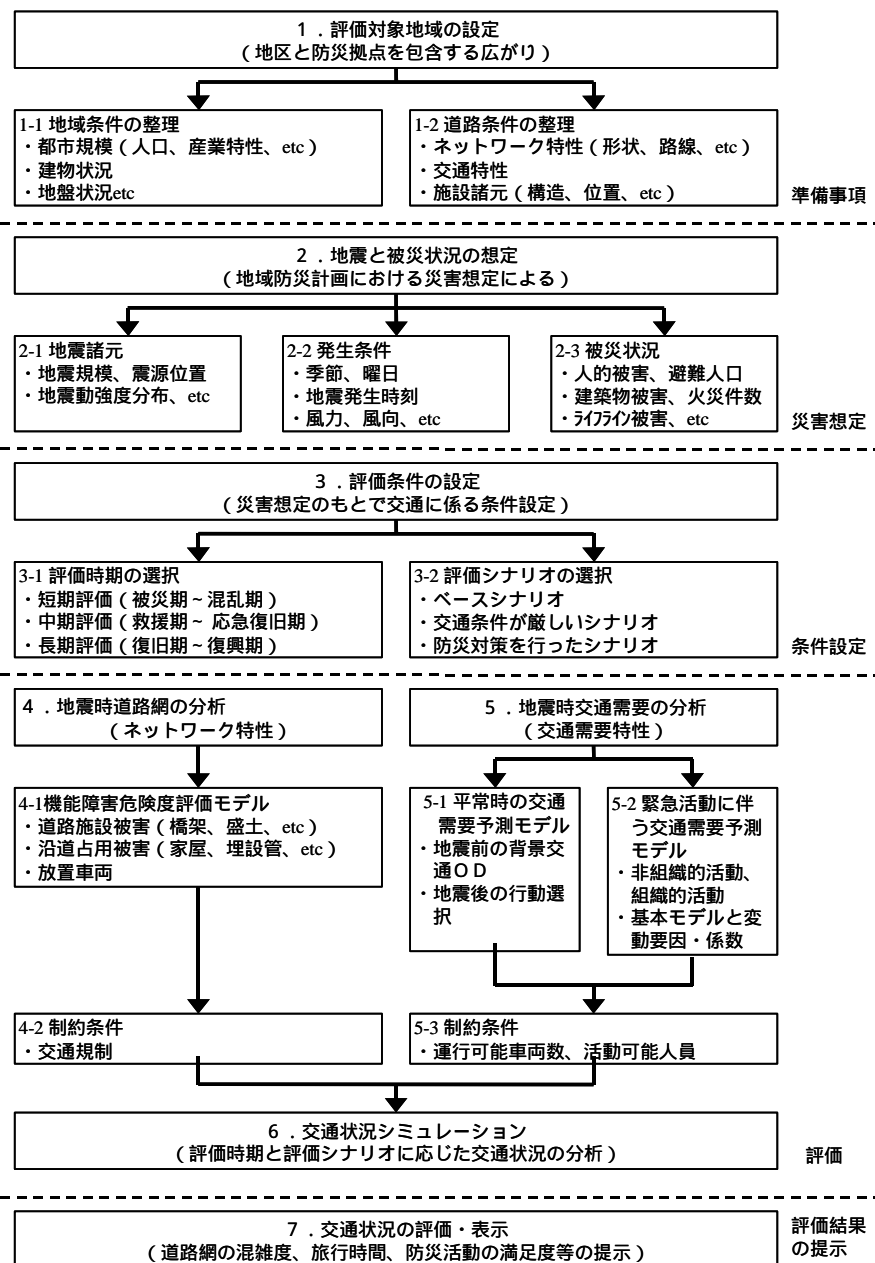 １．評価対象地域の設定
（地区と防災拠点を包含する広がり）
1-1 地域条件の整理
・都市規模（人口、産業特性、etc）
・建物状況
・地盤状況etc
1-2 道路条件の整理
・ネットワーク特性（形状、路線、etc）
・交通特性
・施設諸元（構造、位置、etc）
準備事項
２．地震と被災状況の想定
（地域防災計画における災害想定による）
2-1 地震諸元
・地震規模、震源位置
・地震動強度分布、etc
2-2 発生条件
・季節、曜日
・地震発生時刻
・風力、風向、etc
2-3 被災状況
・人的被害、避難人口
・建築物被害、火災件数
・ﾗｲﾌﾗｲﾝ被害、etc
災害想定
３．評価条件の設定
（災害想定のもとで交通に係る条件設定）
3-1 評価時期の選択
・短期評価（被災期～混乱期）
・中期評価（救援期～ 応急復旧期）
・長期評価（復旧期～復興期）
3-2 評価シナリオの選択
・ベースシナリオ
・交通条件が厳しいシナリオ
・防災対策を行ったシナリオ
条件設定
４．地震時道路網の分析
（ネットワーク特性）
4-1機能障害危険度評価モデル
・道路施設被害（橋架、盛土、etc）
・沿道占用被害（家屋、埋設管、etc）
・放置車両
4-2 制約条件
・交通規制
５．地震時交通需要の分析
（交通需要特性）
5-1 平常時の交通
需要予測モデル
・地震前の背景交
通ＯＤ
・地震後の行動選
択
5-2 緊急活動に伴
う交通需要予測
モデル
・非組織的活動、
組織的活動
・基本モデルと変
動要因・係数
5-3 制約条件
・運行可能車両数、活動可能人員
６．交通状況シミュレーション
（評価時期と評価シナリオに応じた交通状況の分析）
評価
７．交通状況の評価・表示
（道路網の混雑度、旅行時間、防災活動の満足度等の提示）
評価結果
の提示